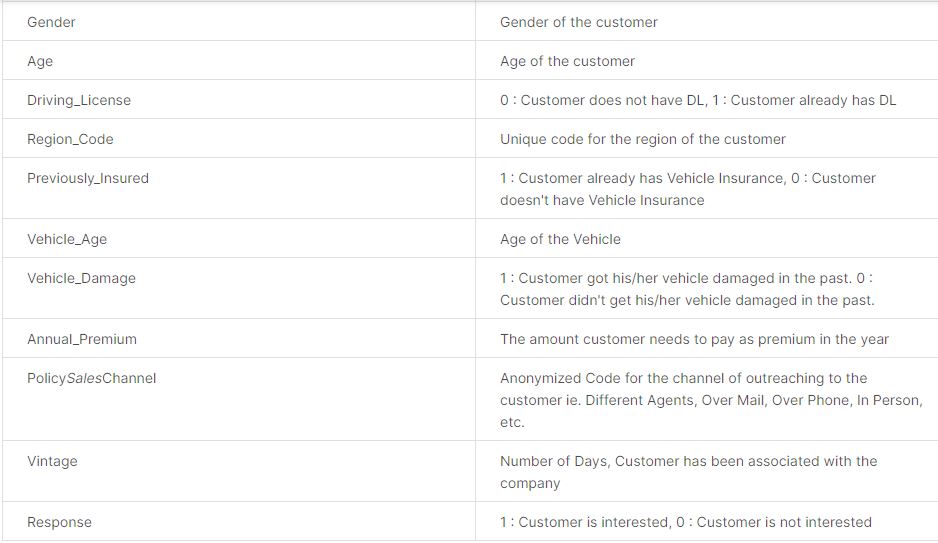 Gender
Gender of the customer
Age
Age of the customer
Driving_License
0 : Customer does not have DL, 1 : Customer already has DL
Region_Code
Unique code for the region of the customer
Previously_Insured
1 : Customer already has Vehicle Insurance, 0 : Customer
doesn't have Vehicle Insurance
Vehicle_Age
Age of the Vehicle
Vehicle_Damage
1 : Customer got his/her vehicle damaged in the past. 0 :
Customer didn't get his/her vehicle damaged in the past.
Annual_Premium
The amount customer needs to pay as premium in the year
PolicySalesChannel
Anonymized Code for the channel of outreaching to the
customer ie. Different Agents, Over Mail, Over Phone, In Person,
etc.
Vintage
Number of Days, Customer has been associated with the
company
Response
1 : Customer is interested, 0 : Customer is not interested